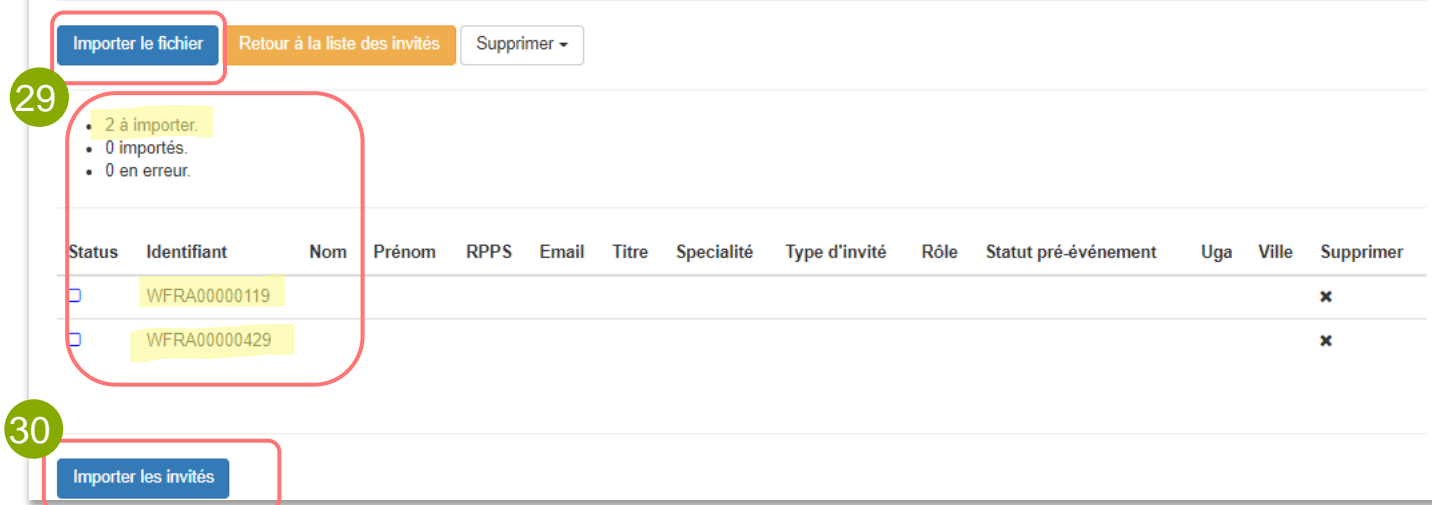 Importer le fichier Retour à la liste des invités Supprimer
29
2 à importer.
0 importés.
0 en erreur.
Status Identifiant Nom Prénom RPPS Email Titre Specialité Type d'invité Rôle Statut pré-événement Uga Ville Supprimer
WFRA00000119
WFRA00000429
30
Importer les invités